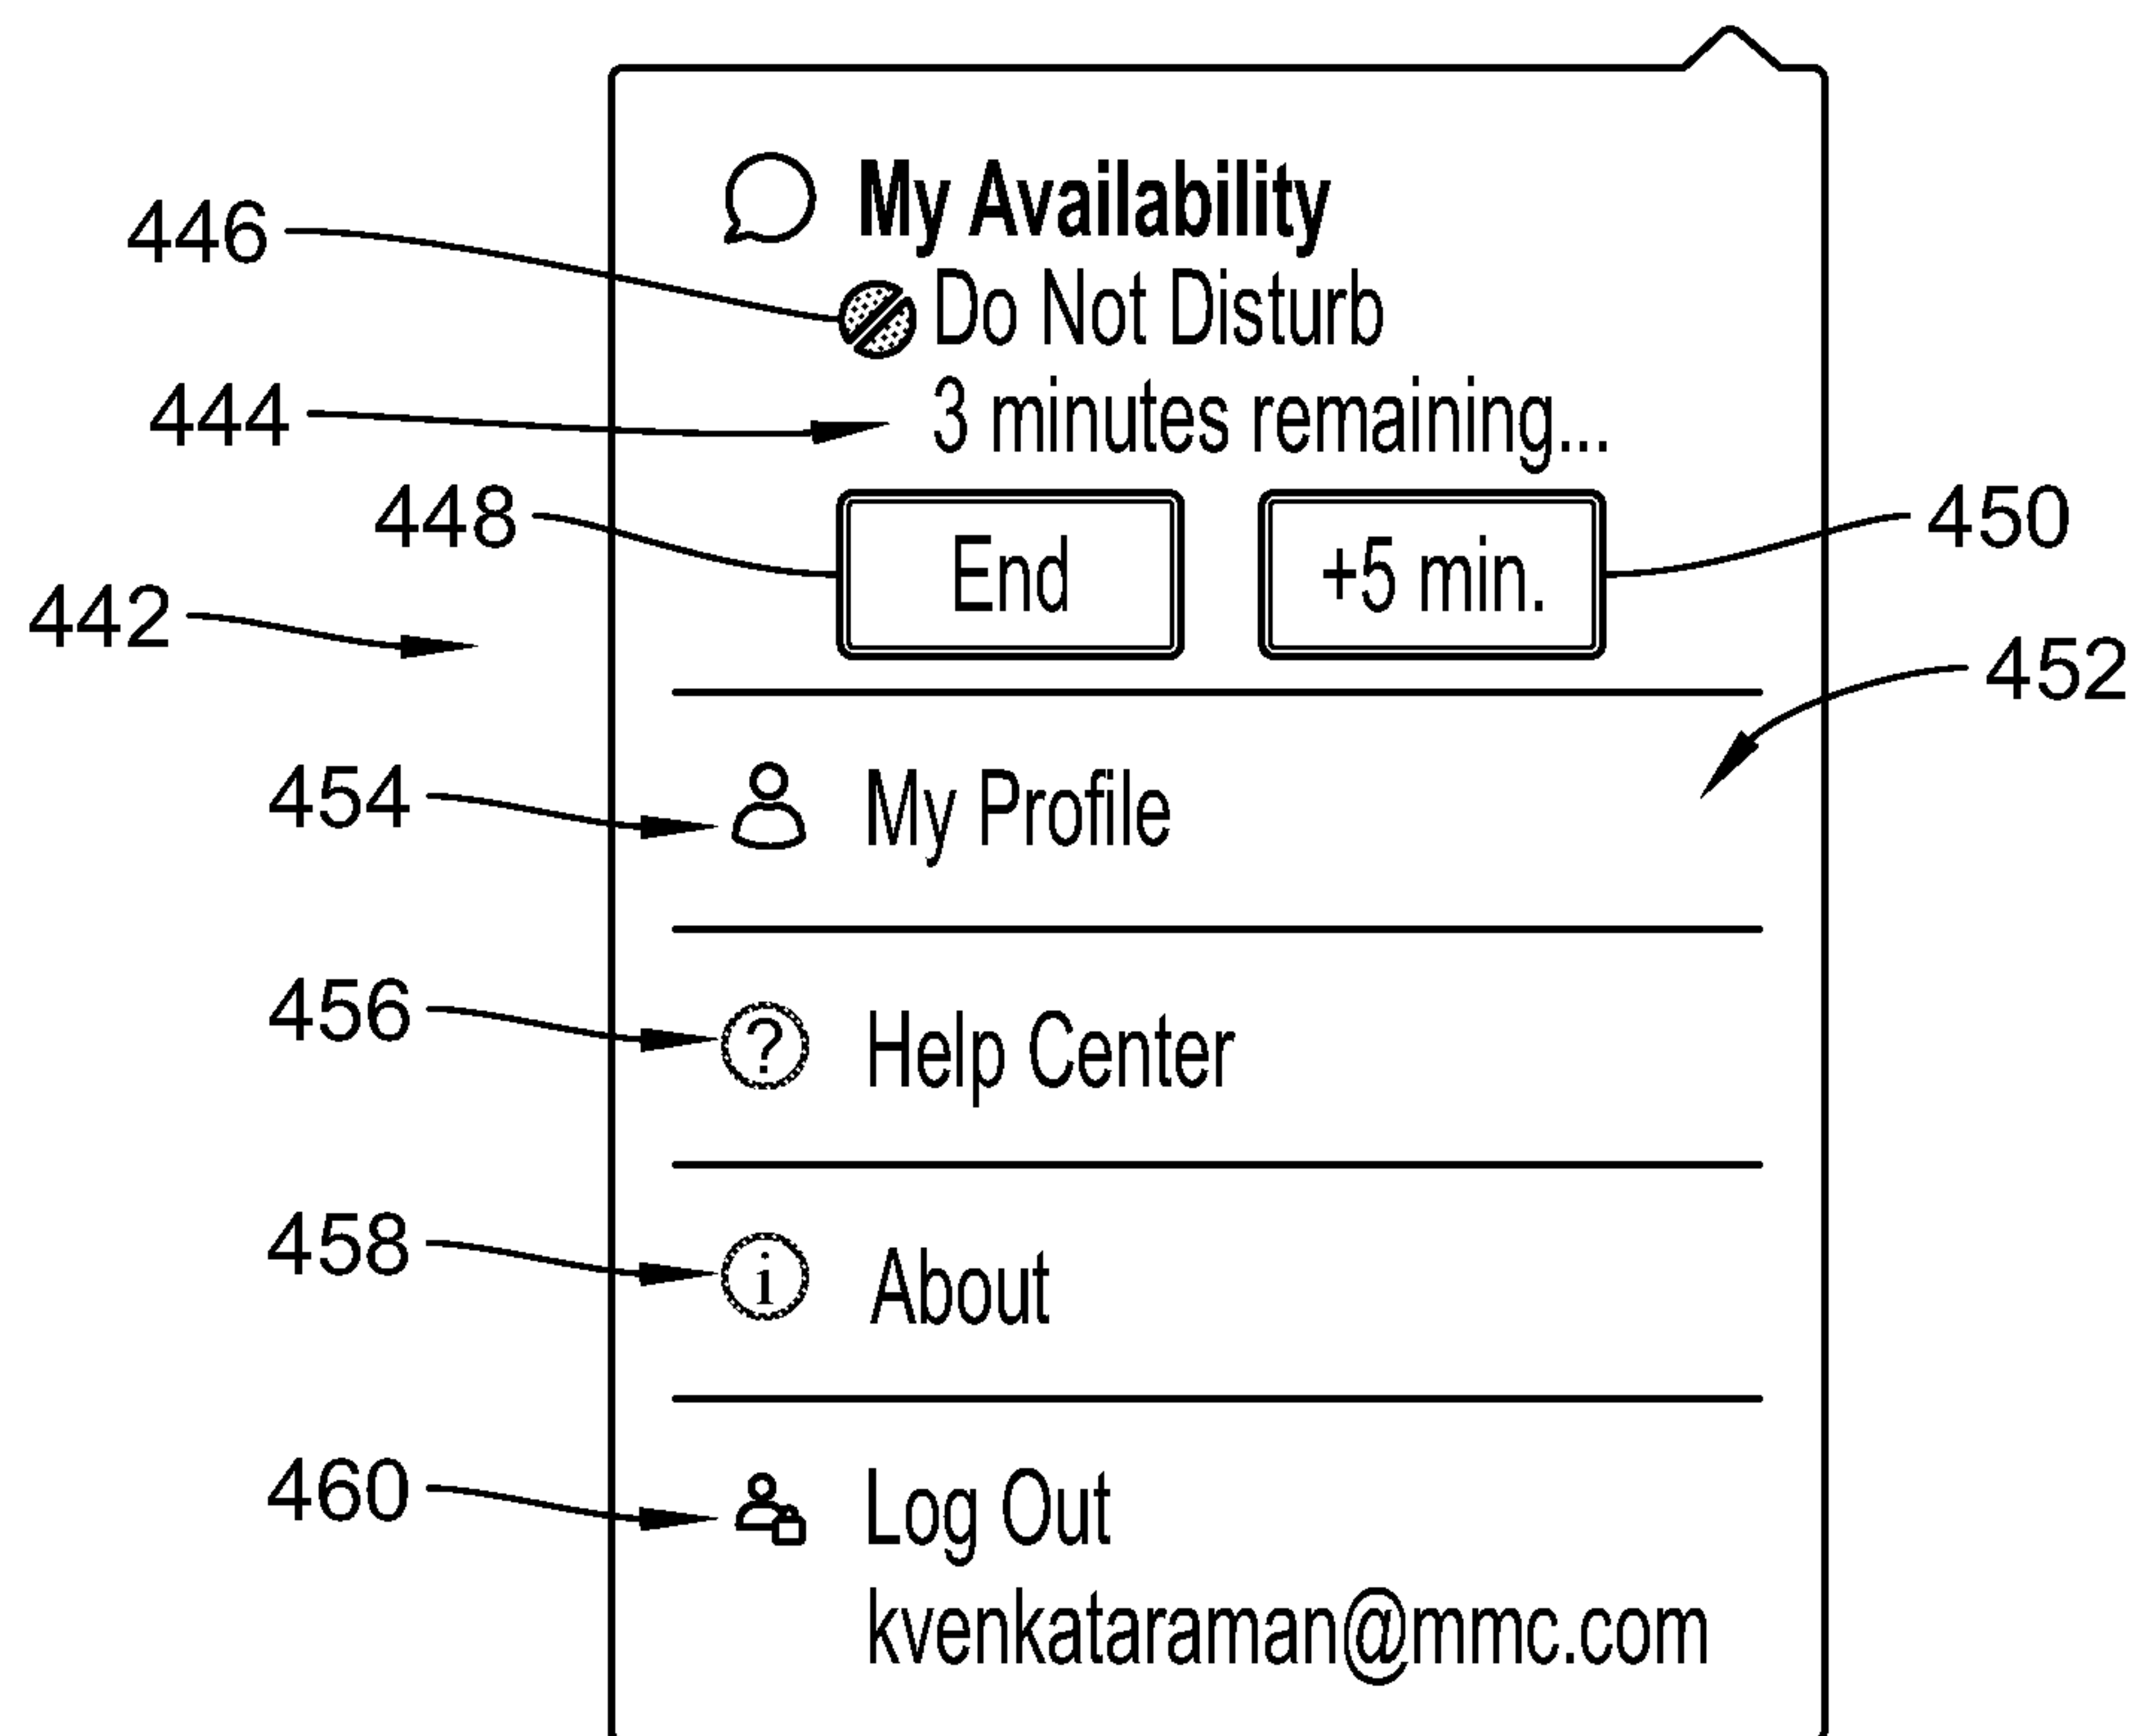 My Availability
446
Do Not Disturb
444
3 minutes remaining...
448
End
+5 min.
450
442
452
454
My Profile
456
?
Help Center
458
i
About
460
Log Out
kvenkataraman@mmc.com